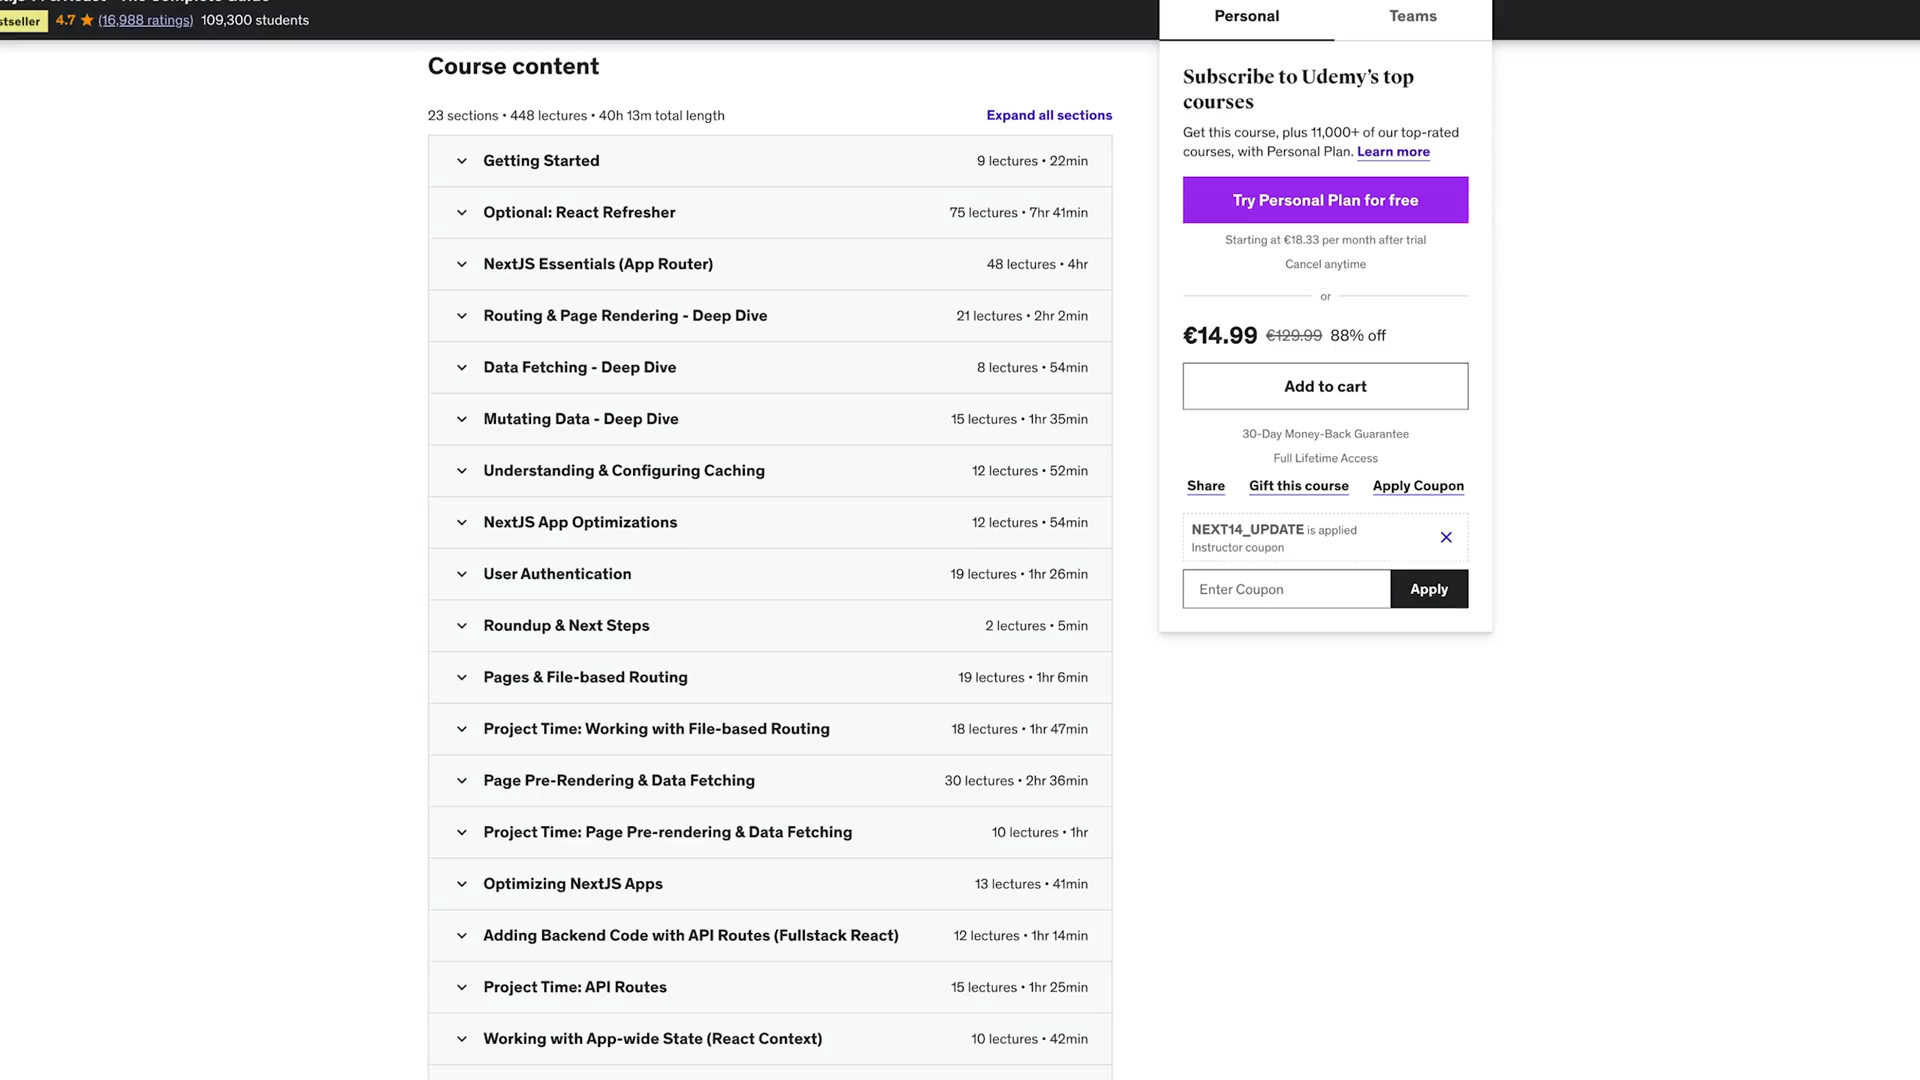 4.7 (16,988 ratings) 109,300 students
Personal
Teams
Course content
23 sections • 448 lectures • 40h 13m total length
Expand all sections
Getting Started
9 lectures • 22min
Optional: React Refresher
75 lectures • 7hr 41min
NextJS Essentials (App Router)
48 lectures • 4hr
Routing & Page Rendering - Deep Dive
21 lectures • 2hr 2min
Data Fetching - Deep Dive
8 lectures • 54min
Mutating Data - Deep Dive
15 lectures • 1hr 35min
Understanding & Configuring Caching
12 lectures • 52min
NextJS App Optimizations
12 lectures • 54min
User Authentication
19 lectures • 1hr 26min
Roundup & Next Steps
2 lectures • 5min
Pages & File-based Routing
19 lectures • 1hr 6min
Project Time: Working with File-based Routing
18 lectures • 1hr 47min
Page Pre-Rendering & Data Fetching
30 lectures • 2hr 36min
Project Time: Page Pre-rendering & Data Fetching
10 lectures • 1hr
Optimizing NextJS Apps
13 lectures • 41min
Adding Backend Code with API Routes (Fullstack React)
12 lectures • 1hr 14min
Project Time: API Routes
15 lectures • 1hr 25min
Working with App-wide State (React Context)
10 lectures • 42min
Subscribe to Udemy's top
courses
Get this course, plus 11,000+ of our top-rated
courses, with Personal Plan. Learn more
Try Personal Plan for free
Starting at €18.33 per month after trial
Cancel anytime
or
€14.99 €129.99 88% off
Add to cart
30-Day Money-Back Guarantee
Full Lifetime Access
Share
Gift this course
Apply Coupon
NEXT14_UPDATE is applied
Instructor coupon
Enter Coupon
Apply